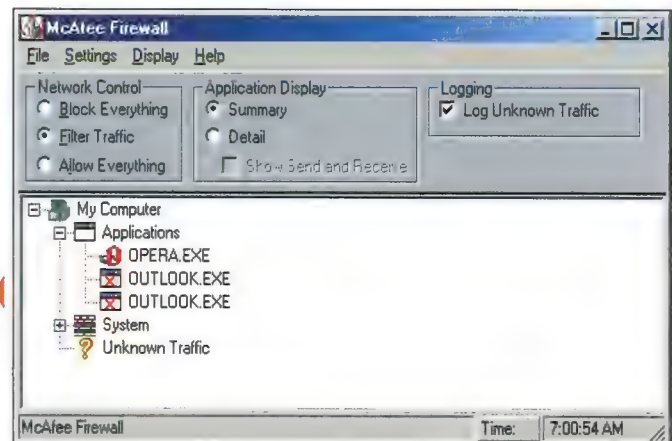 McAfee Firewall
File Settings Display Help
Network Control
Block Everything
Filter Traffic
Allow Everything
Application Display
Summary
Detail
Show Send and Receive
Logging
Log Unknown Traffic
My Computer
Applications
OPERA.EXE
OUTLOOK.EXE
OUTLOOK.EXE
System
Unknown Traffic
McAfee Firewall
Time: 7:00:54 AM